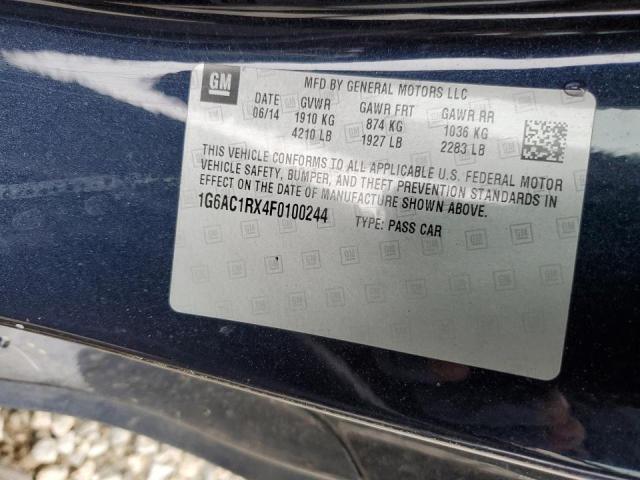 GM
MFD BY GENERAL MOTORS LLC
DATE GVWR GAWR FRT GAWR RR
06/14 1910 KG 874 KG 1036 KG
4210 LB 1927 LB 2283 LB
THIS VEHICLE CONFORMS TO ALL APPLICABLE U.S. FEDERAL MOTOR
VEHICLE SAFETY, BUMPER, AND THEFT PREVENTION STANDARDS IN
EFFECT ON THE DATE OF MANUFACTURE SHOWN ABOVE.
1G6AC1RX4F0100244 TYPE: PASS CAR